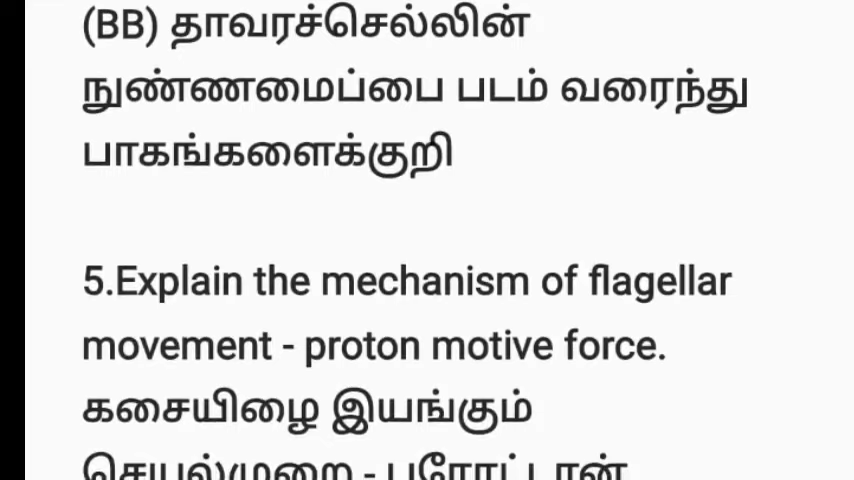 (BB) தாவரச்செல்லின்
நுண்ணமைப்பை படம் வரைந்து
பாகங்களைக்குறி
5.Explain the mechanism of flagellar
movement - proton motive force.
கசையிழை இயங்கும்
செயல்முறை - புரோட்டான்